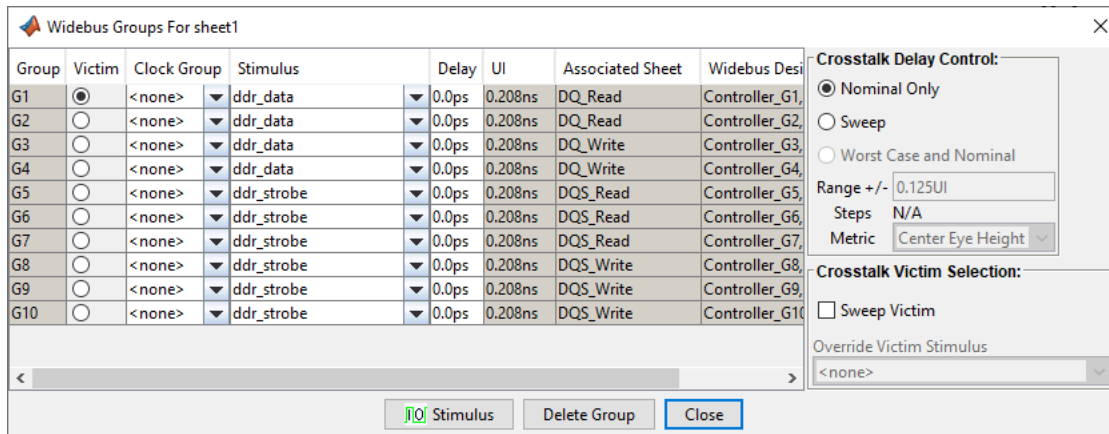 Widebus Groups For sheet1
Group Victim Clock Group Stimulus Delay UI Associated Sheet Widebus Desi
G1 <none> ddr_data 0.0ps 0.208ns DQ_Read Controller_G1,
G2 <none> ddr_data 0.0ps 0.208ns DQ_Read Controller_G2,
G3 <none> ddr_data 0.0ps 0.208ns DQ_Write Controller_G3,
G4 <none> ddr_data 0.0ps 0.208ns DQ_Write Controller_G4,
G5 <none> ddr_strobe 0.0ps 0.208ns DQS_Read Controller_G5,
G6 <none> ddr_strobe 0.0ps 0.208ns DQS_Read Controller_G6,
G7 <none> ddr_strobe 0.0ps 0.208ns DQS_Read Controller_G7,
G8 <none> ddr_strobe 0.0ps 0.208ns DQS_Write Controller_G8,
G9 <none> ddr_strobe 0.0ps 0.208ns DQS_Write Controller_G9,
G10 <none> ddr_strobe 0.0ps 0.208ns DQS_Write Controller_G10
Crosstalk Delay Control:
Nominal Only
Sweep
Worst Case and Nominal
Range +/- 0.125UI
Steps N/A
Metric Center Eye Height
Crosstalk Victim Selection:
Sweep Victim
Override Victim Stimulus
<none>
Stimulus Delete Group Close